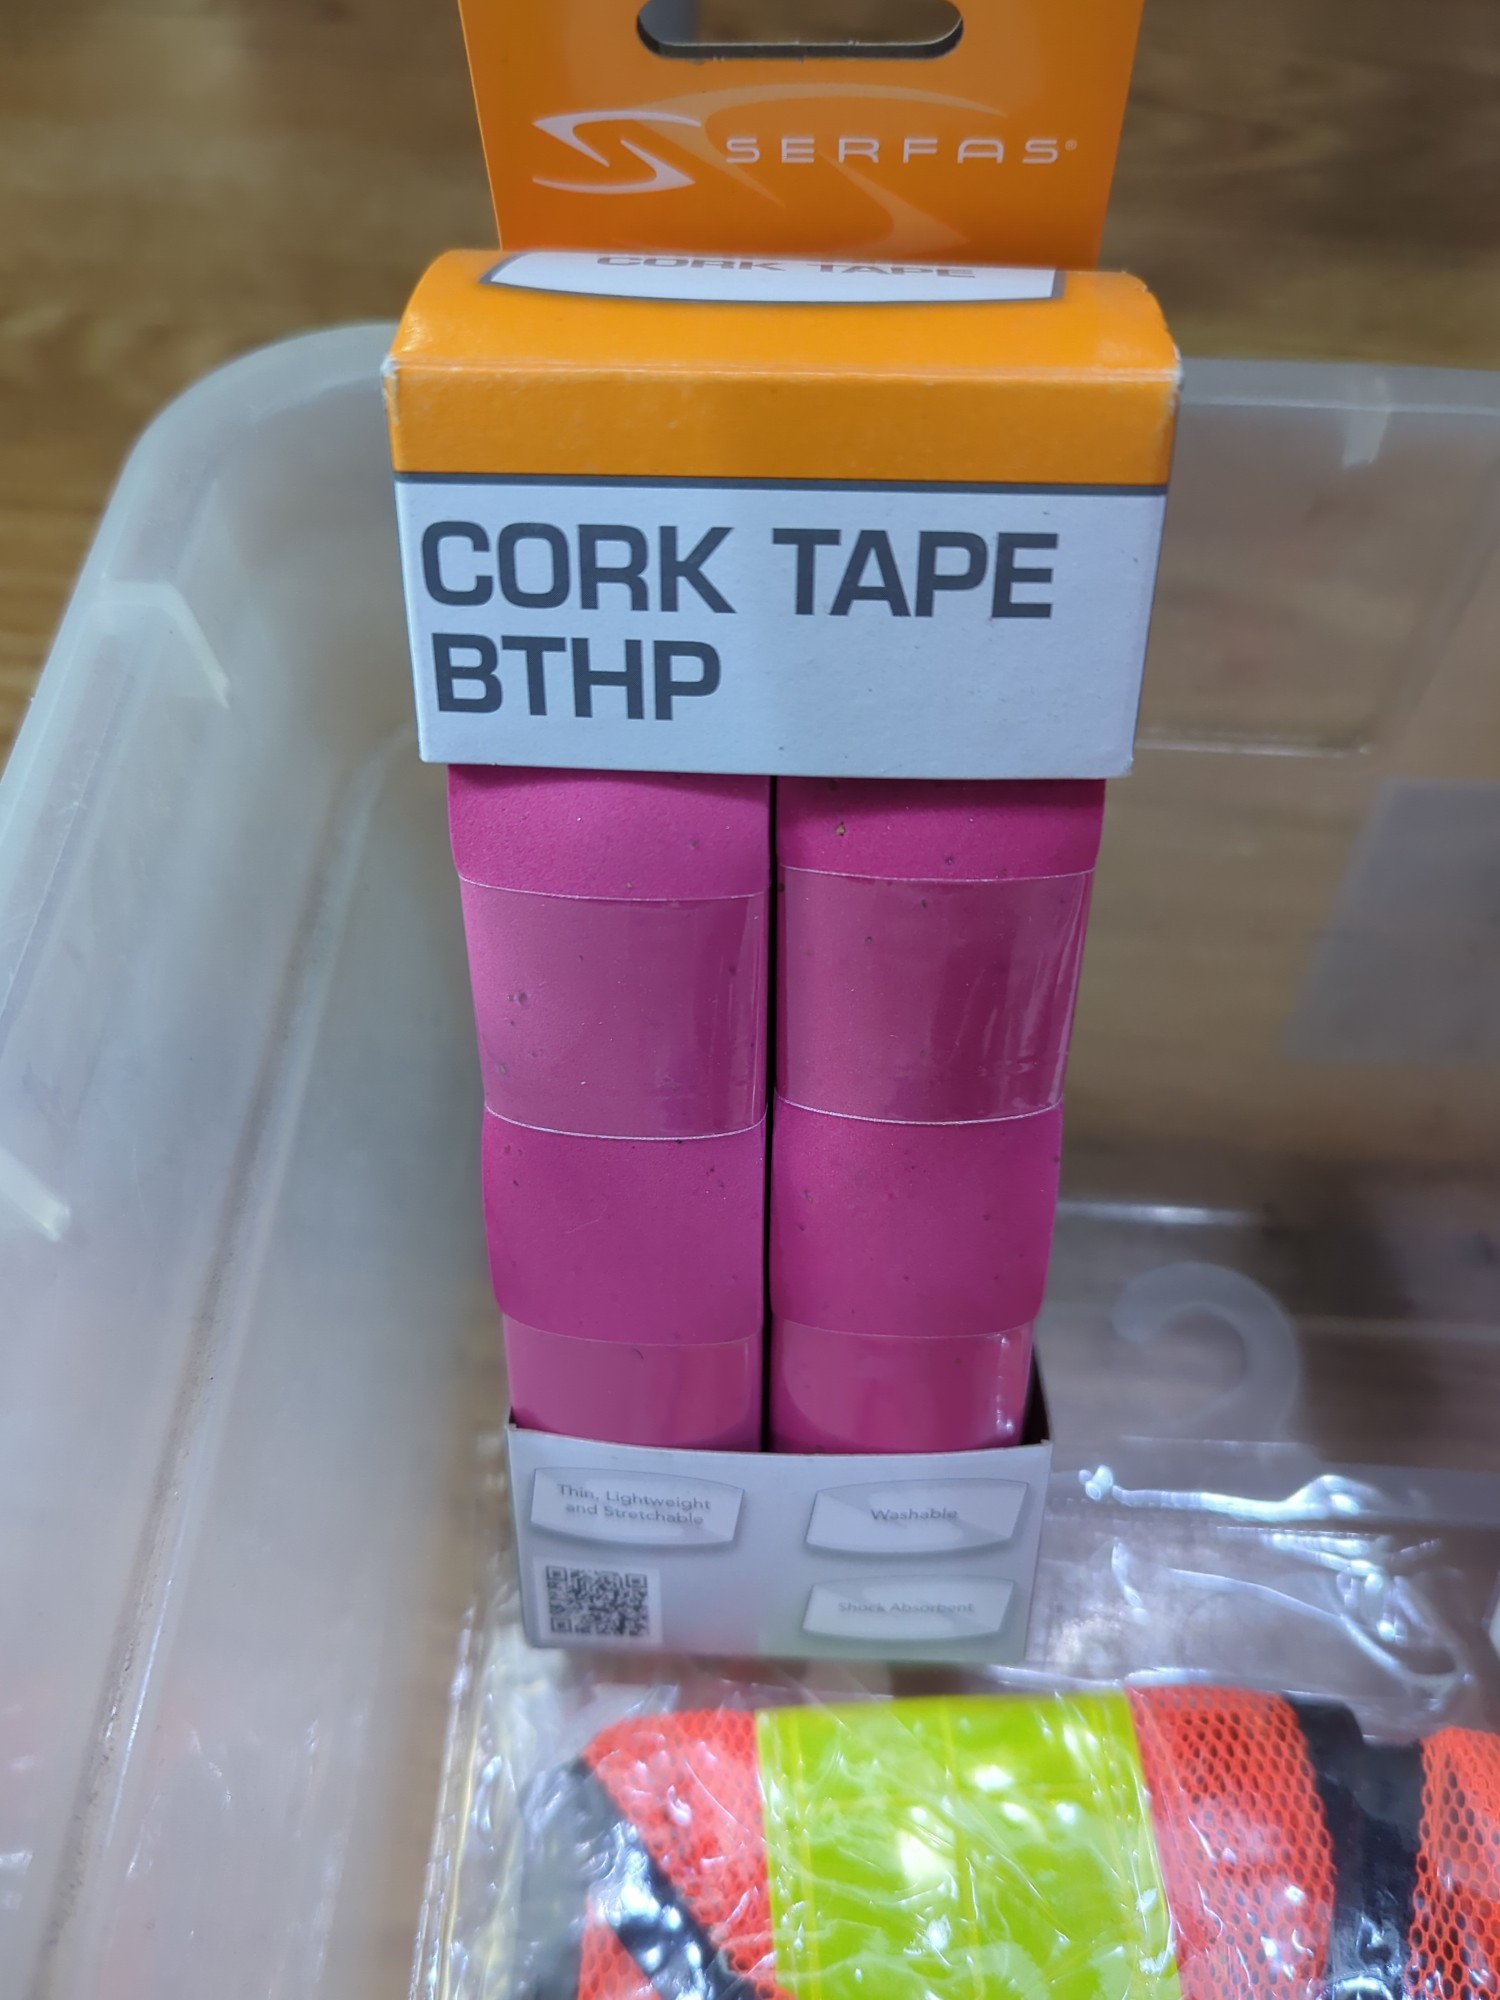 SERFAS®
CORK TAPE
CORK TAPE
BTHP
Thin, Lightweight
and Stretchable
Washable
Shock Absorbent